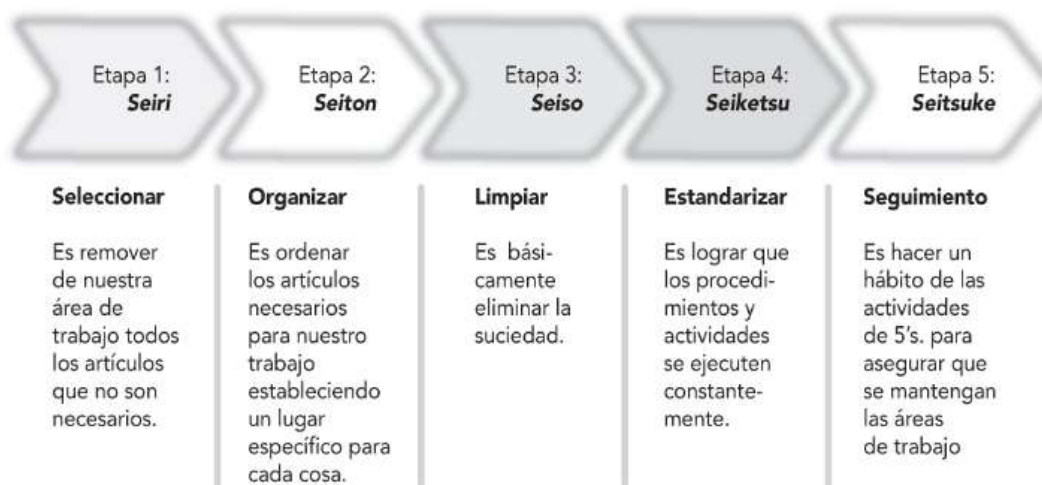 Etapa 1:
Seiri
Etapa 2:
Seiton
Etapa 3:
Seiso
Etapa 4:
Seiketsu
Etapa 5:
Seitsuke
Seleccionar
Es remover
de nuestra
área de
trabajo todos
los artículos
que no son
necesarios.
Organizar
Es ordenar
los artículos
necesarios
para nuestro
trabajo
estableciendo
un lugar
específico para
cada cosa.
Limpiar
Es bási-
camente
eliminar la
suciedad.
Estandarizar
Es lograr que
los procedi-
mientos y
actividades
se ejecuten
constante-
mente.
Seguimiento
Es hacer un
hábito de las
actividades
de 5's. para
asegurar que
se mantengan
las áreas
de trabajo